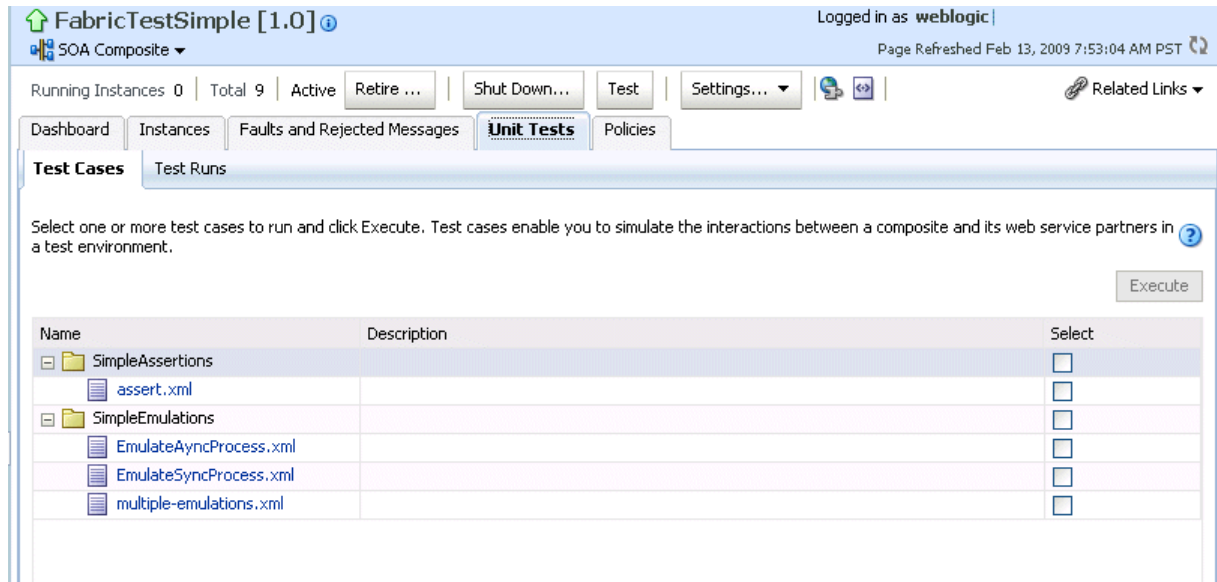 FabricTestSimple [1.0]
Logged in as weblogic
SOA Composite
Page Refreshed Feb 13, 2009 7:53:04 AM PST
Running Instances 0 Total 9 Active Retire ... Shut Down... Test Settings... Related Links
Dashboard Instances Faults and Rejected Messages Unit Tests Policies
Test Cases Test Runs
Select one or more test cases to run and click Execute. Test cases enable you to simulate the interactions between a composite and its web service partners in
a test environment.
Execute
Name Description Select
SimpleAssertions
assert.xml
SimpleEmulations
EmulateAyncProcess.xml
EmulateSyncProcess.xml
multiple-emulations.xml